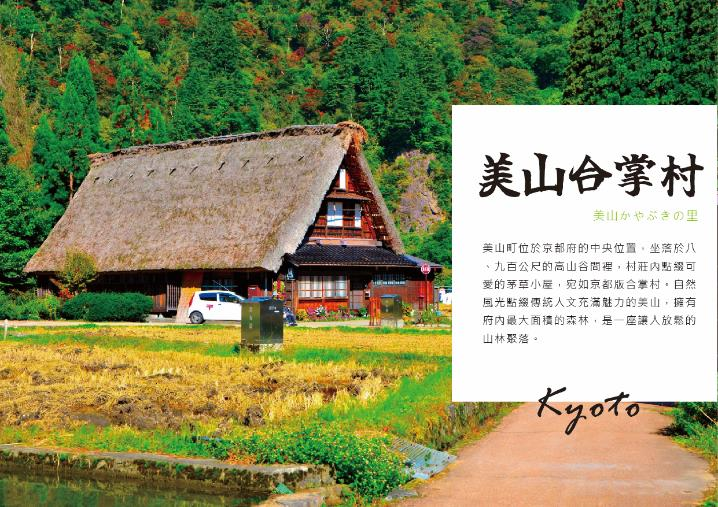 美山合掌村
美山かやぶきの里
美山町位於京都府的中央位置，坐落於八
、九百公尺的高山谷間裡，村莊內點綴可
愛的茅草小屋，宛如京都版合掌村。自然
風光點綴傳統人文充滿魅力的美山，擁有
府內最大面積的森林，是一座讓人放鬆的
山林聚落。
Kyoto